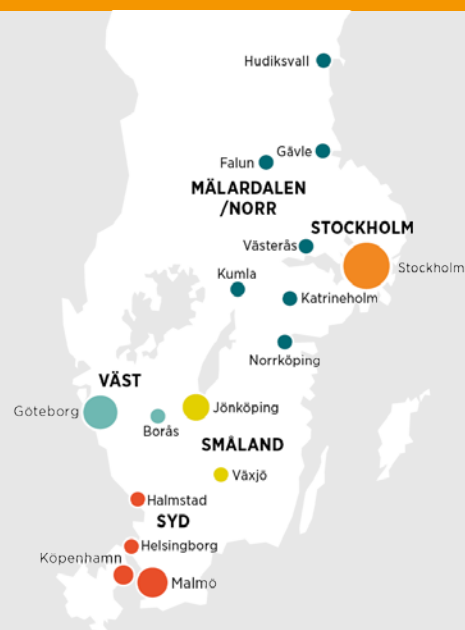 Hudiksvall
Gävle
Falun
MÄLARDALEN
/NORR
STOCKHOLM
Västerås
Stockholm
Kumla
Katrineholm
Norrköping
VÄST
Göteborg
Jönköping
Borås
SMÅLAND
Växjö
Halmstad
SYD
Helsingborg
Köpenhamn
Malmö